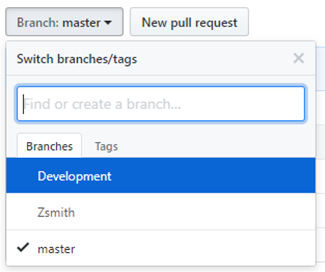 Branch: master New pull request
Switch branches/tags
Find or create a branch...
Branches Tags
Development
Zsmith
master